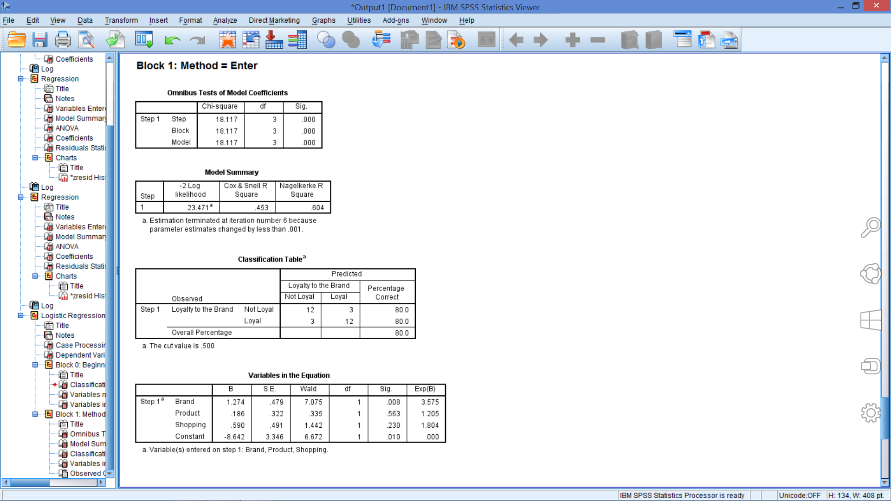 *Output1 [Document1] - IBM SPSS Statistics Viewer
File Edit View Data Transform Insert Format Analyze Direct Marketing Graphs Utilities Add-ons Window Help
Coefficients
Log
Regression
Title
Notes
Variables Enter
Model Summar
ANOVA
Coefficients
Residuals Stati
Charts
Title
*zresid His
Log
Regression
Title
Notes
Variables Enter
Model Summar
ANOVA
Coefficients
Residuals Stati
Charts
Title
*zresid His
Log
Logistic Regression
Title
Notes
Case Processi
Dependent Vari
Block 0: Beginn
Title
Classificati
Variables n
Variables i
Block 1: Method
Title
Omnibus T
Model Sum
Classificati
Variables i
Observed G
Block 1: Method = Enter
Omnibus Tests of Model Coefficients
Chi-square df Sig.
Step 1 Step 18.117 3 .000
Block 18.117 3 .000
Model 18.117 3 .000
Model Summary
Step -2 Log likelihood Cox & Snell R Square Nagelkerke R Square
1 23.471a .453 .604
a. Estimation terminated at iteration number 6 because
parameter estimates changed by less than .001.
Classification Tablea
Predicted
Loyalty to the Brand Percentage Correct
Observed Not Loyal Loyal
Step 1 Loyalty to the Brand Not Loyal 12 3 80.0
Loyal 3 12 80.0
Overall Percentage 80.0
a. The cut value is .500
Variables in the Equation
B S.E. Wald df Sig. Exp(B)
Step 1a Brand 1.274 .479 7.075 1 .008 3.575
Product .186 .322 .335 1 .563 1.205
Shopping .590 .491 1.442 1 .230 1.804
Constant -8.642 3.346 6.672 1 .010 .000
a. Variable(s) entered on step 1: Brand, Product, Shopping.
IBM SPSS Statistics Processor is ready Unicode:OFF H: 134, W: 408 pt.